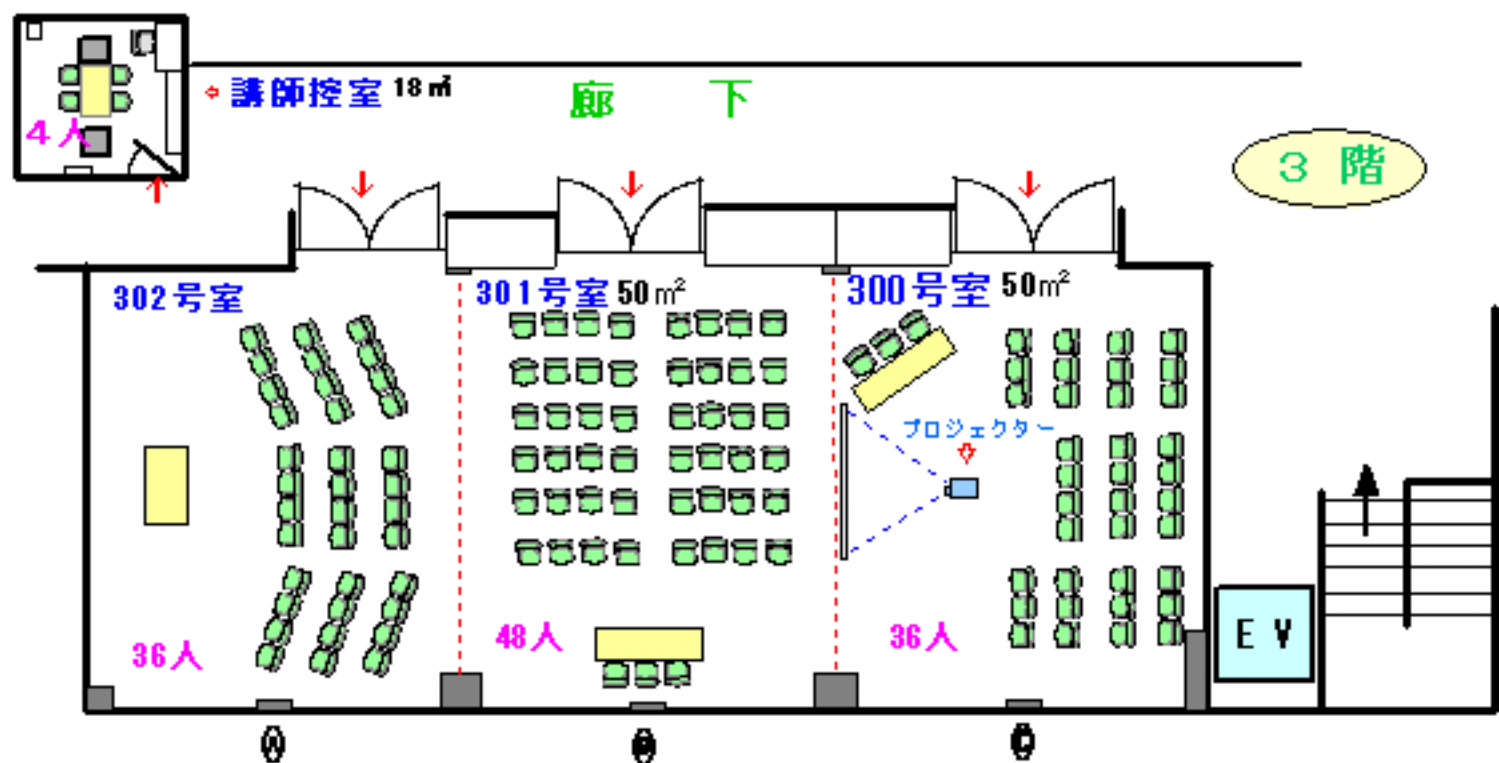 講師控室 18㎡
廊 下
4人
3 階
302号室
301号室 50㎡
300号室 50㎡
プロジェクター
36人
48人
36人
EV